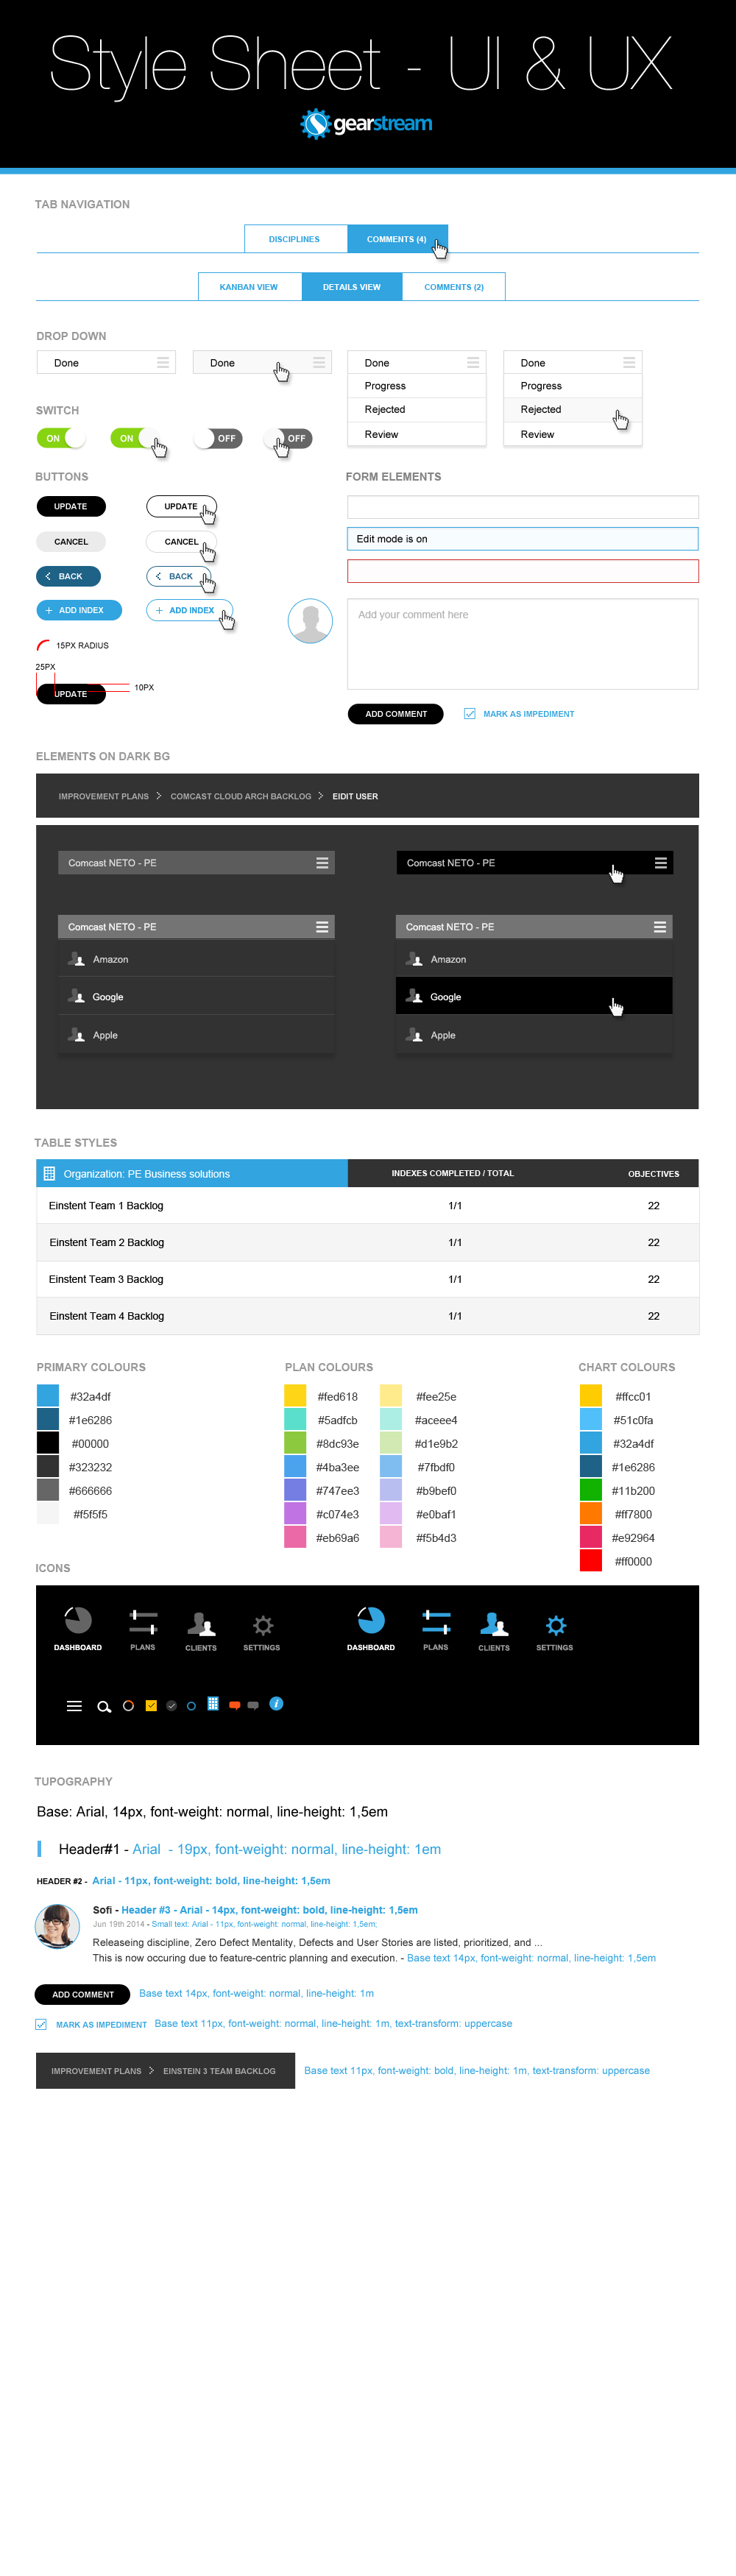 Style Sheet - UI & UX
gearstream
TAB NAVIGATION
DISCIPLINES COMMENTS (4)
KANBAN VIEW DETAILS VIEW COMMENTS (2)
DROP DOWN
Done Done Done Done
Progress Progress
Rejected Rejected
Review Review
SWITCH
ON ON OFF OFF
BUTTONS
UPDATE UPDATE
CANCEL CANCEL
BACK BACK
ADD INDEX ADD INDEX
15PX RADIUS
25PX
UPDATE 10PX
FORM ELEMENTS
Edit mode is on
Add your comment here
ADD COMMENT MARK AS IMPEDIMENT
ELEMENTS ON DARK BG
IMPROVEMENT PLANS > COMCAST CLOUD ARCH BACKLOG > EIDIT USER
Comcast NETO - PE Comcast NETO - PE
Comcast NETO - PE Comcast NETO - PE
Amazon Amazon
Google Google
Apple Apple
TABLE STYLES
Organization: PE Business solutions INDEXES COMPLETED / TOTAL OBJECTIVES
Einstent Team 1 Backlog 1/1 22
Einstent Team 2 Backlog 1/1 22
Einstent Team 3 Backlog 1/1 22
Einstent Team 4 Backlog 1/1 22
PRIMARY COLOURS
#32a4df
#1e6286
#00000
#323232
#666666
#f5f5f5
PLAN COLOURS
#fed618 #fee25e
#5adfcb #aceee4
#8dc93e #d1e9b2
#4ba3ee #7fbdf0
#747ee3 #b9bef0
#c074e3 #e0baf1
#eb69a6 #f5b4d3
CHART COLOURS
#ffcc01
#51c0fa
#32a4df
#1e6286
#11b200
#ff7800
#e92964
#ff0000
ICONS
DASHBOARD PLANS CLIENTS SETTINGS DASHBOARD PLANS CLIENTS SETTINGS
i
TUPOGRAPHY
Base: Arial, 14px, font-weight: normal, line-height: 1,5em
Header#1 - Arial - 19px, font-weight: normal, line-height: 1em
HEADER #2 - Arial - 11px, font-weight: bold, line-height: 1,5em
Sofi - Header #3 - Arial - 14px, font-weight: bold, line-height: 1,5em
Jun 19th 2014 - Small text: Arial - 11px, font-weight: normal, line-height: 1,5em;
Releaseing discipline, Zero Defect Mentality, Defects and User Stories are listed, prioritized, and ...
This is now occuring due to feature-centric planning and execution. - Base text 14px, font-weight: normal, line-height: 1,5em
ADD COMMENT Base text 14px, font-weight: normal, line-height: 1m
MARK AS IMPEDIMENT Base text 11px, font-weight: normal, line-height: 1m, text-transform: uppercase
IMPROVEMENT PLANS > EINSTEIN 3 TEAM BACKLOG Base text 11px, font-weight: bold, line-height: 1m, text-transform: uppercase